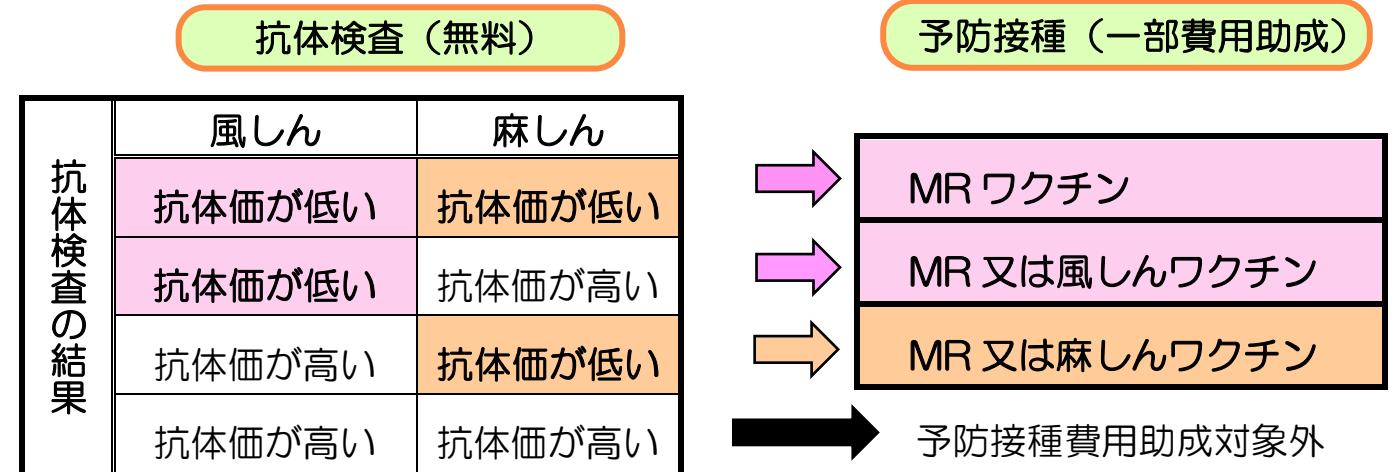 抗体検査（無料）
予防接種（一部費用助成）
抗体検査の結果
風しん 麻しん
抗体価が低い 抗体価が低い MR ワクチン
抗体価が低い 抗体価が高い MR 又は風しんワクチン
抗体価が高い 抗体価が低い MR 又は麻しんワクチン
抗体価が高い 抗体価が高い 予防接種費用助成対象外